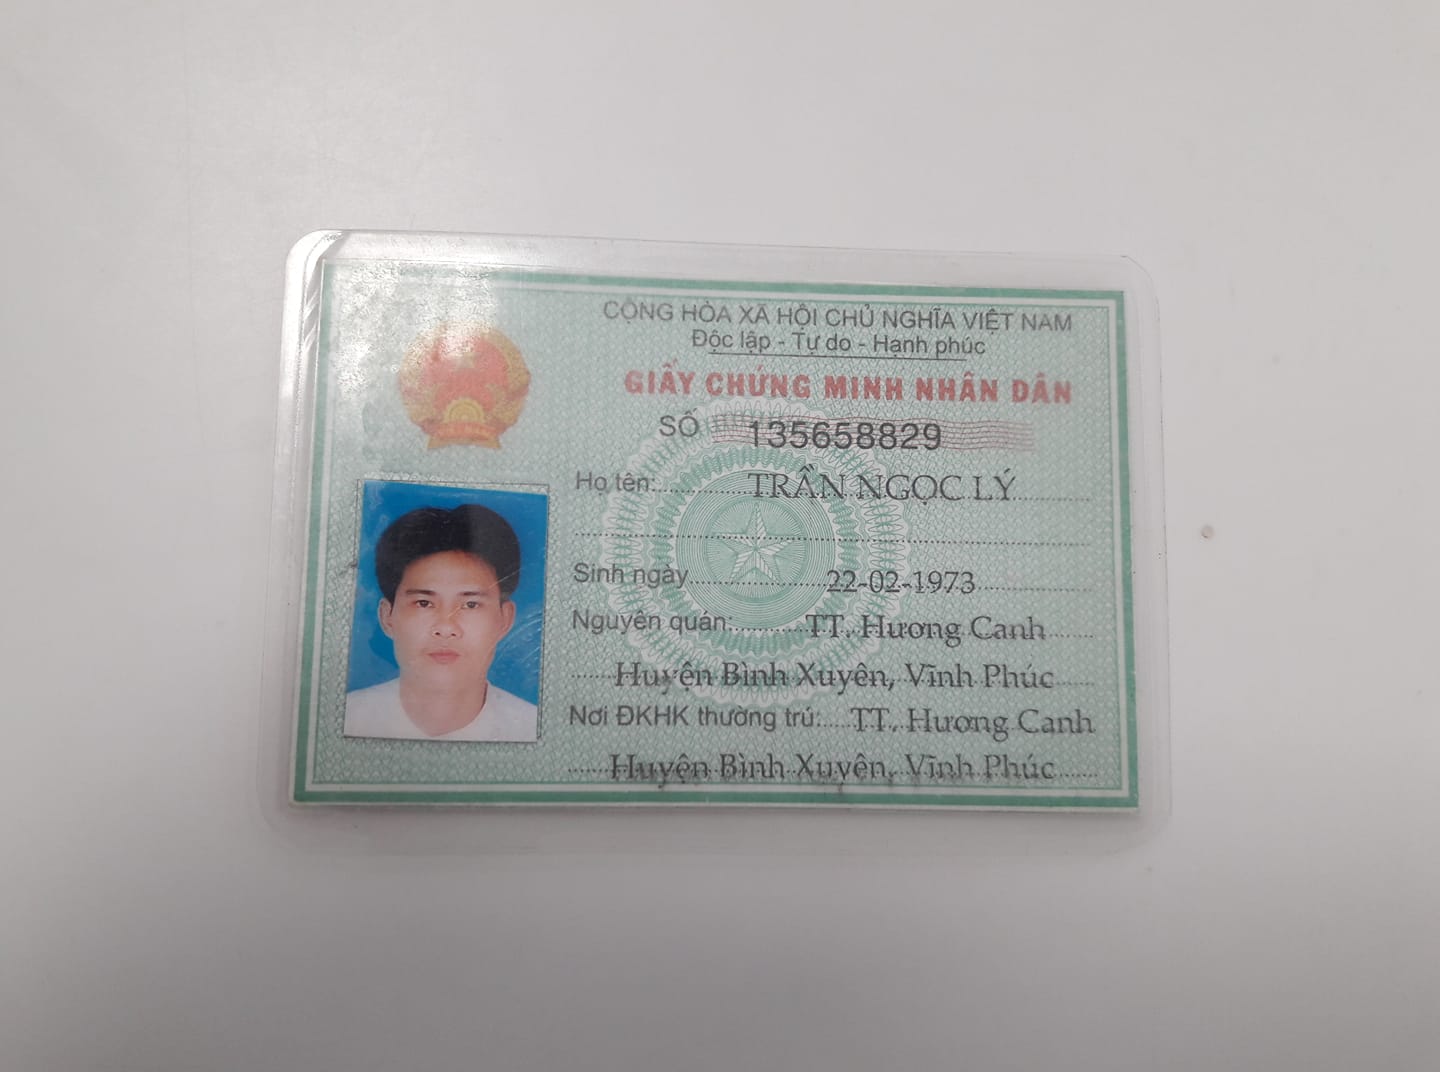 CỘNG HÒA XÃ HỘI CHỦ NGHĨA VIỆT NAM
Độc lập - Tự do - Hạnh phúc
GIẤY CHỨNG MINH NHÂN DÂN
SỐ 135658829
Họ tên: TRẦN NGỌC LÝ
Sinh ngày 22-02-1973
Nguyên quán: TT. Hương Canh
Huyện Bình Xuyên, Vĩnh Phúc
Nơi ĐKHK thường trú: TT. Hương Canh
Huyện Bình Xuyên, Vĩnh Phúc